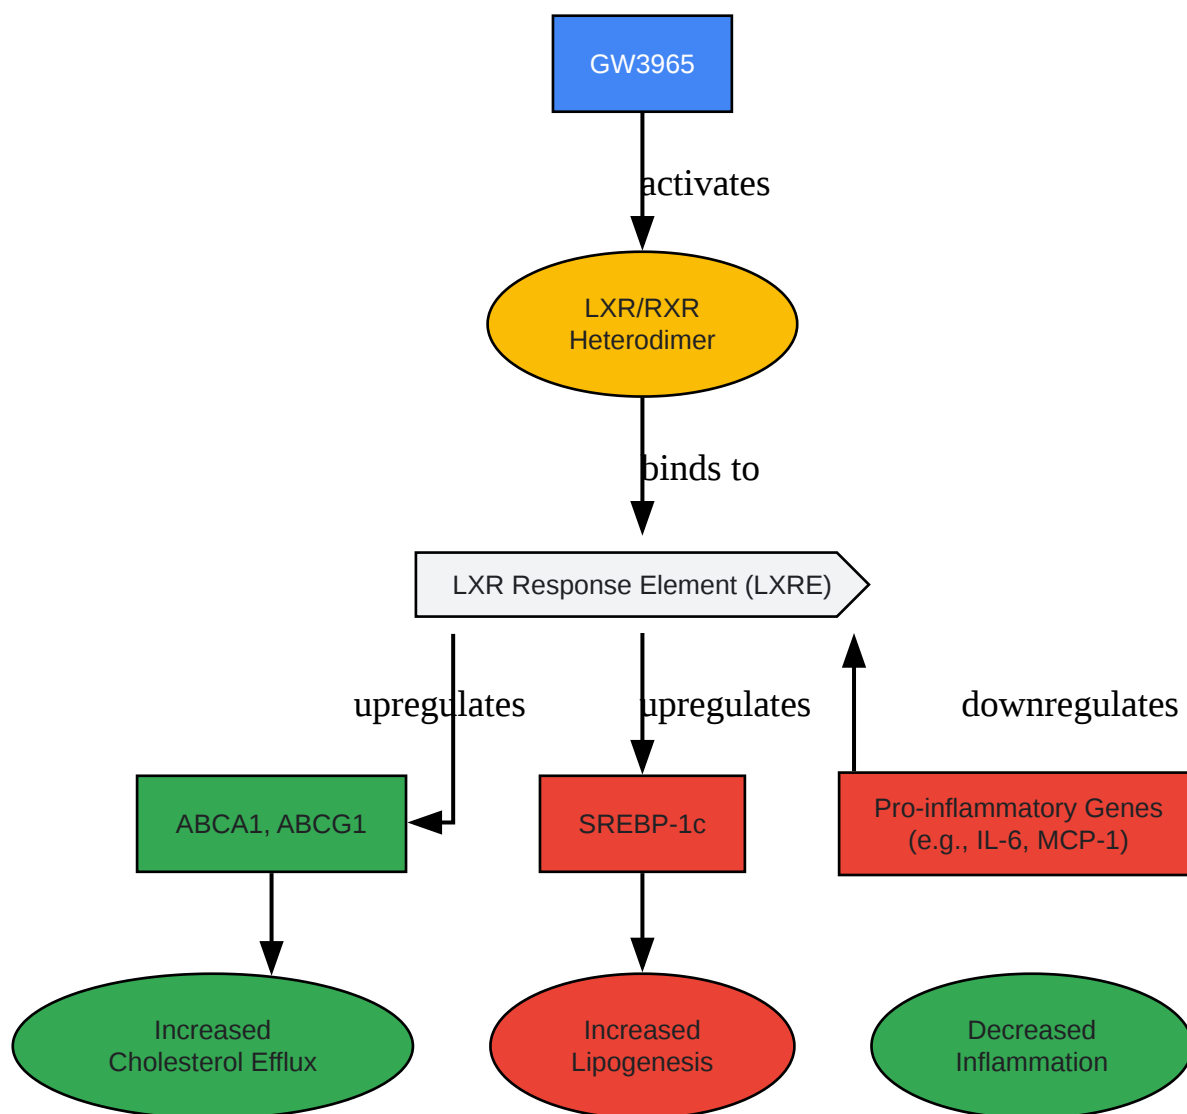 GW3965
activates
LXR/RXR
Heterodimer
binds to
LXR Response Element (LXRE)
upregulates
upregulates
downregulates
ABCA1, ABCG1
SREBP-1c
Pro-inflammatory Genes
(e.g., IL-6, MCP-1)
Increased
Cholesterol Efflux
Increased
Lipogenesis
Decreased
Inflammation